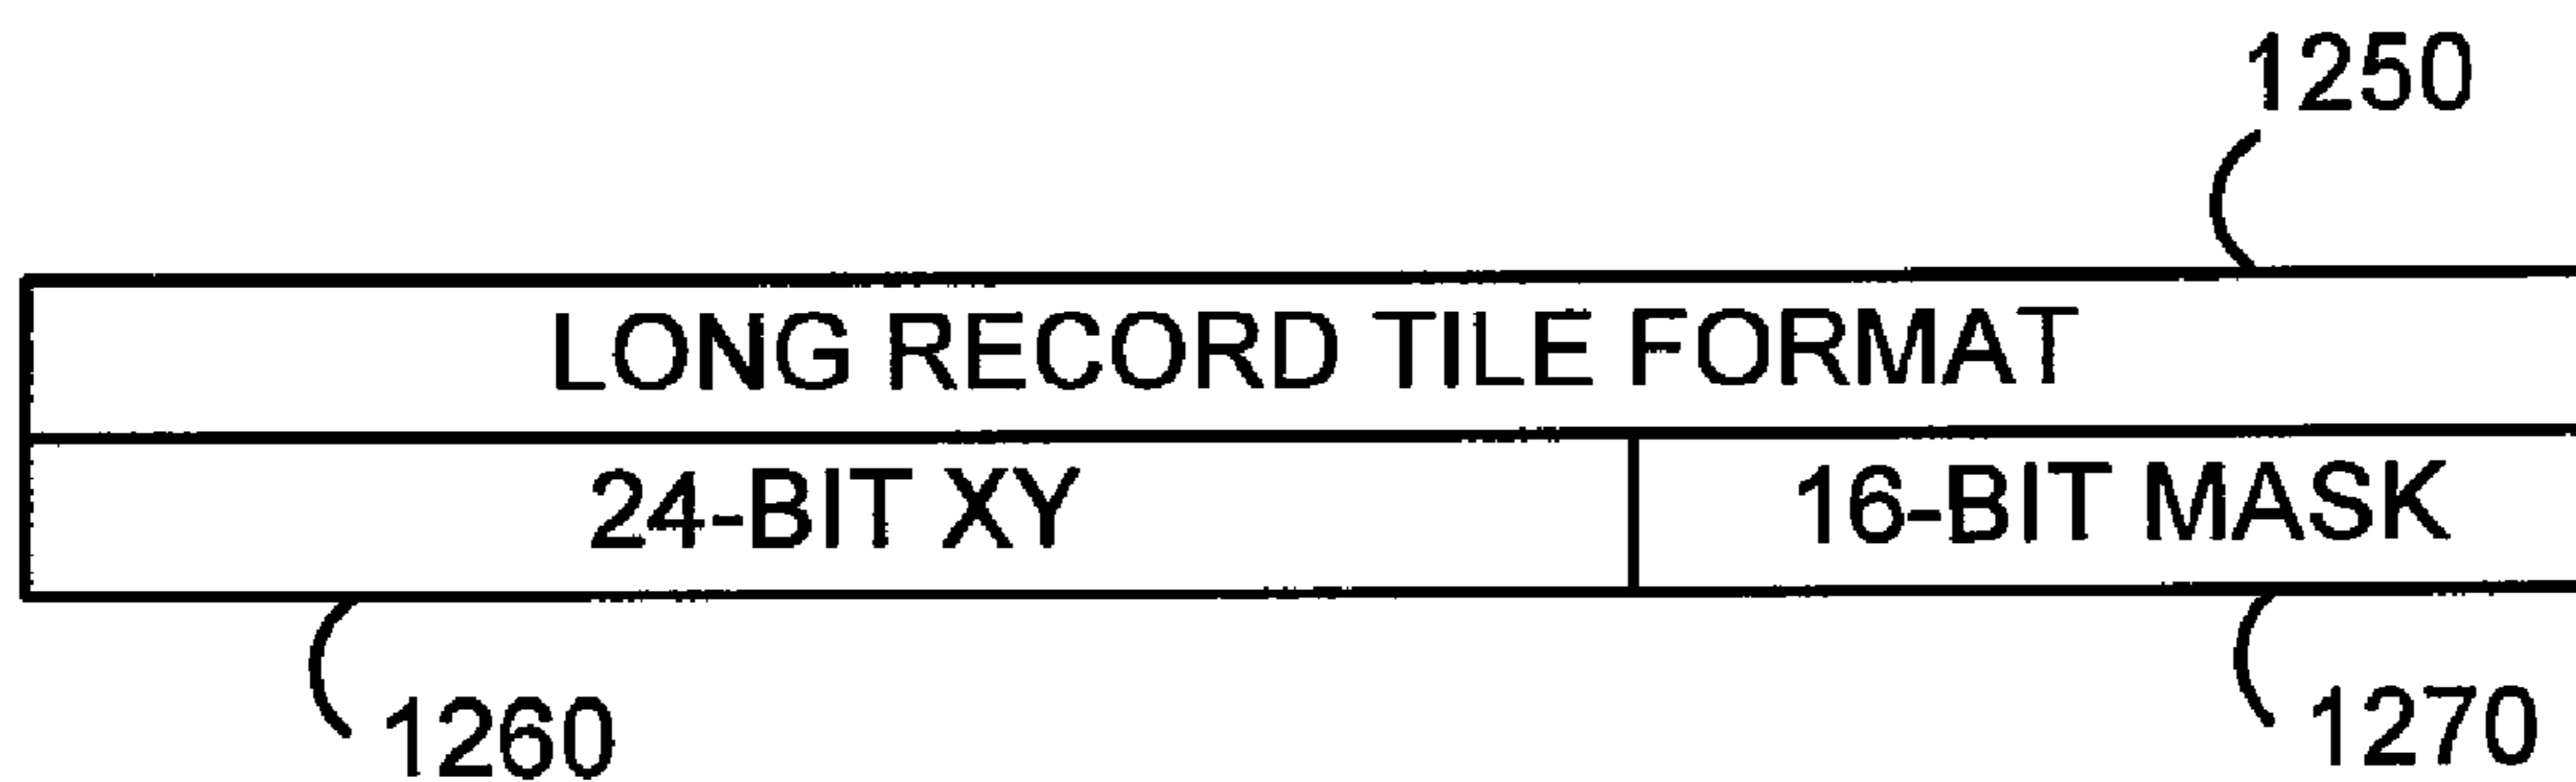 1250
LONG RECORD TILE FORMAT
24-BIT XY 16-BIT MASK
1260 1270